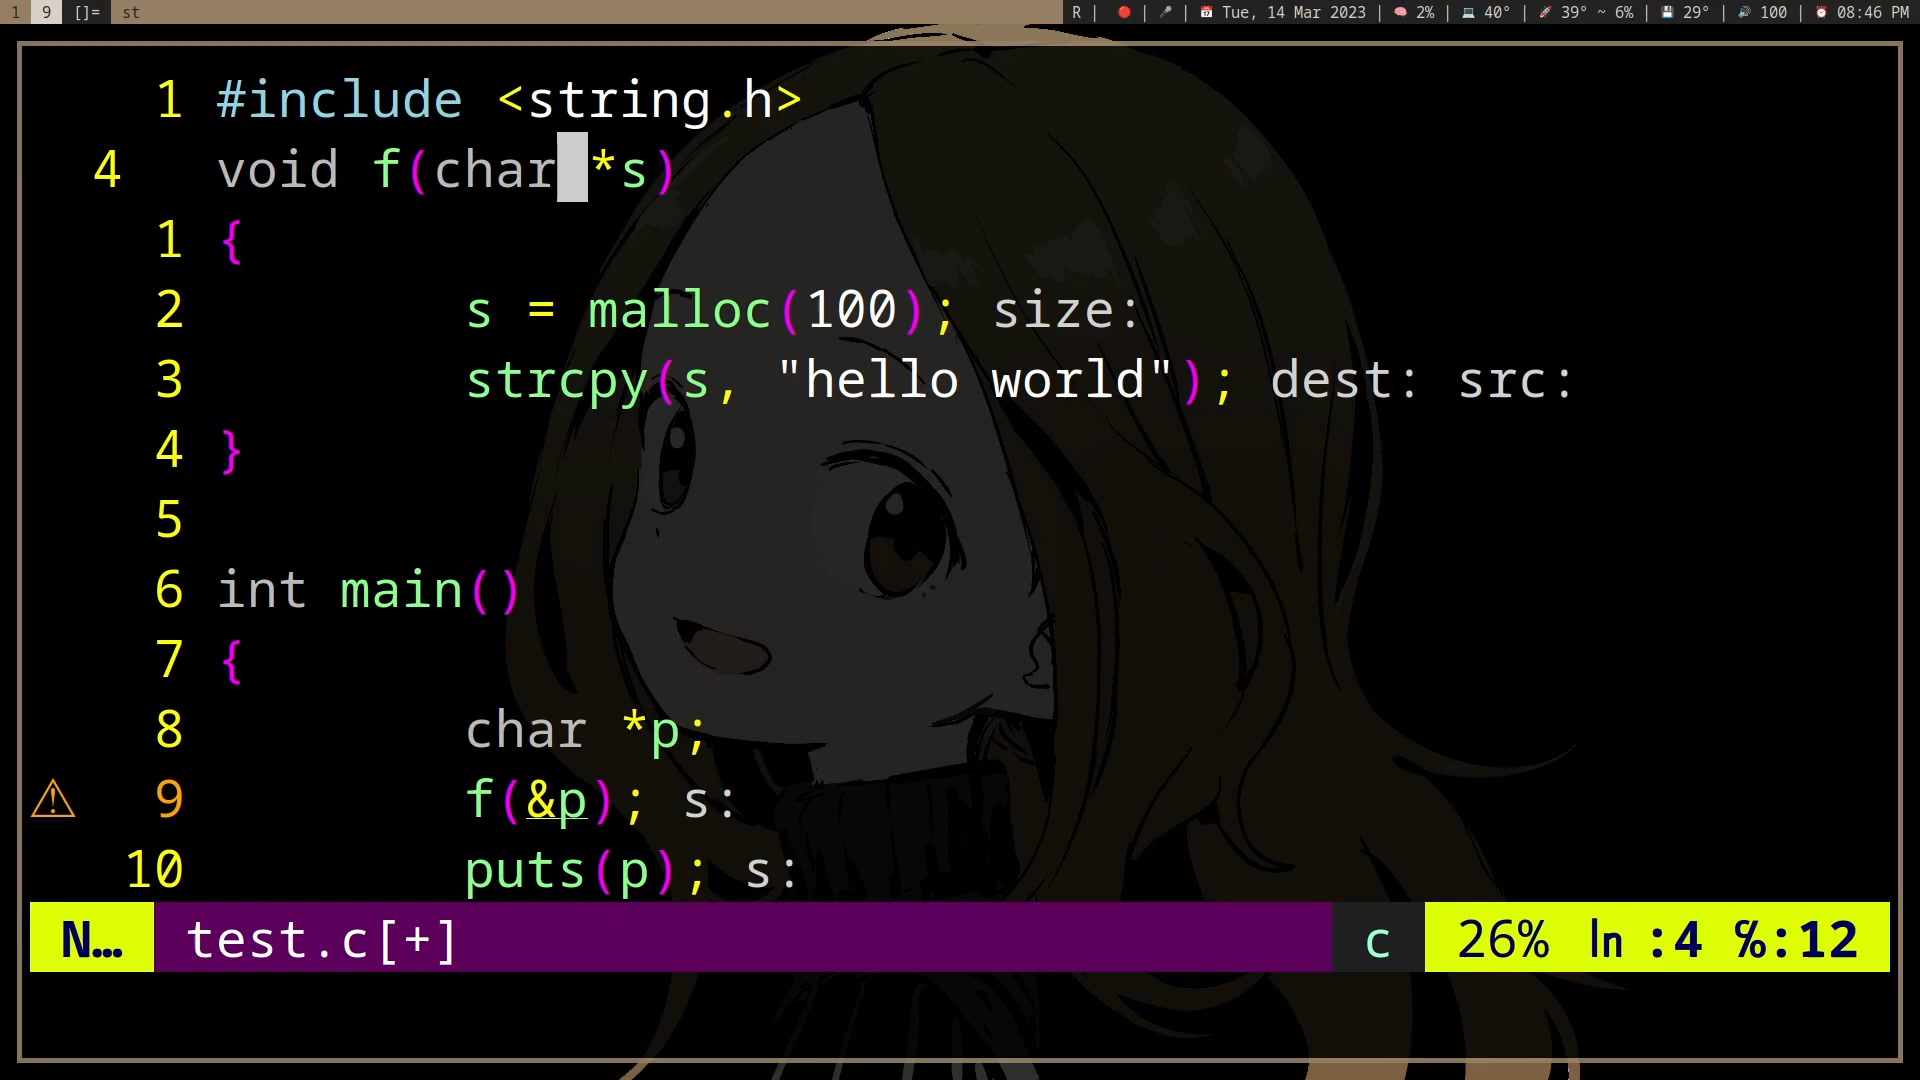 1 9 []= st R | 🔴 | 🎤 | 📅 Tue, 14 Mar 2023 | 🧠 2% | 💻 40° | 🚀 39° ~ 6% | 💾 29° | 🔊 100 | ⏰ 08:46 PM
1 #include <string.h>
4 void f(char *s)
1 {
2 s = malloc(100); size:
3 strcpy(s, "hello world"); dest: src:
4 }
5
6 int main()
7 {
8 char *p;
⚠ 9 f(&p); s:
10 puts(p); s:
N… test.c[+] c 26% ln :4 ℅:12